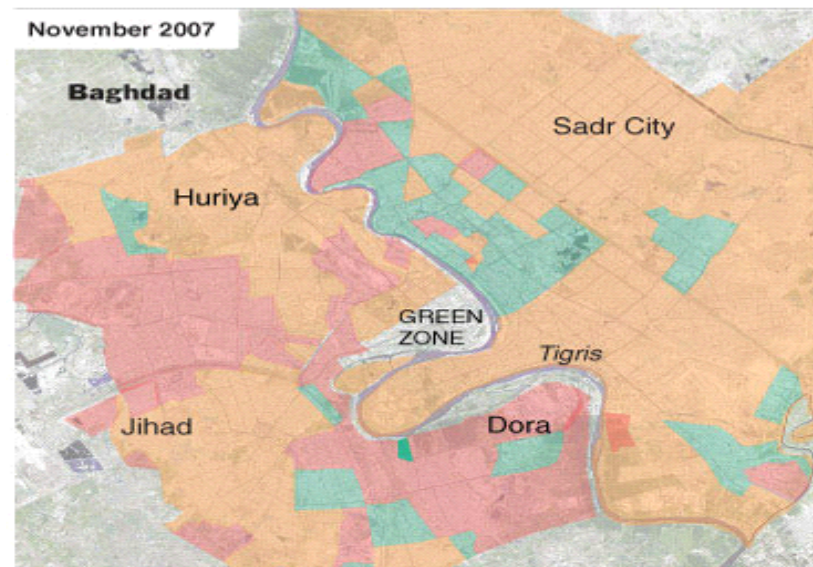 November 2007
Baghdad
Sadr City
Huriya
GREEN
ZONE
Tigris
Jihad
Dora